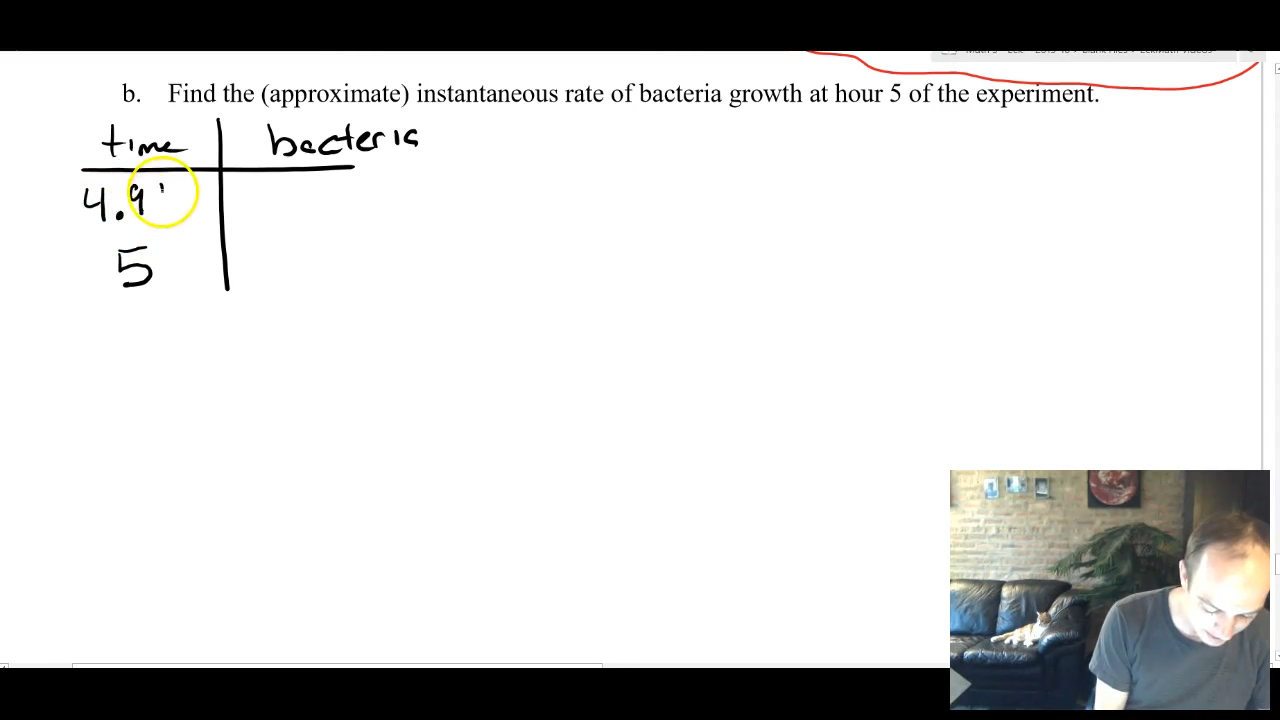 b. Find the (approximate) instantaneous rate of bacteria growth at hour 5 of the experiment.
time bacteria
4.9
5